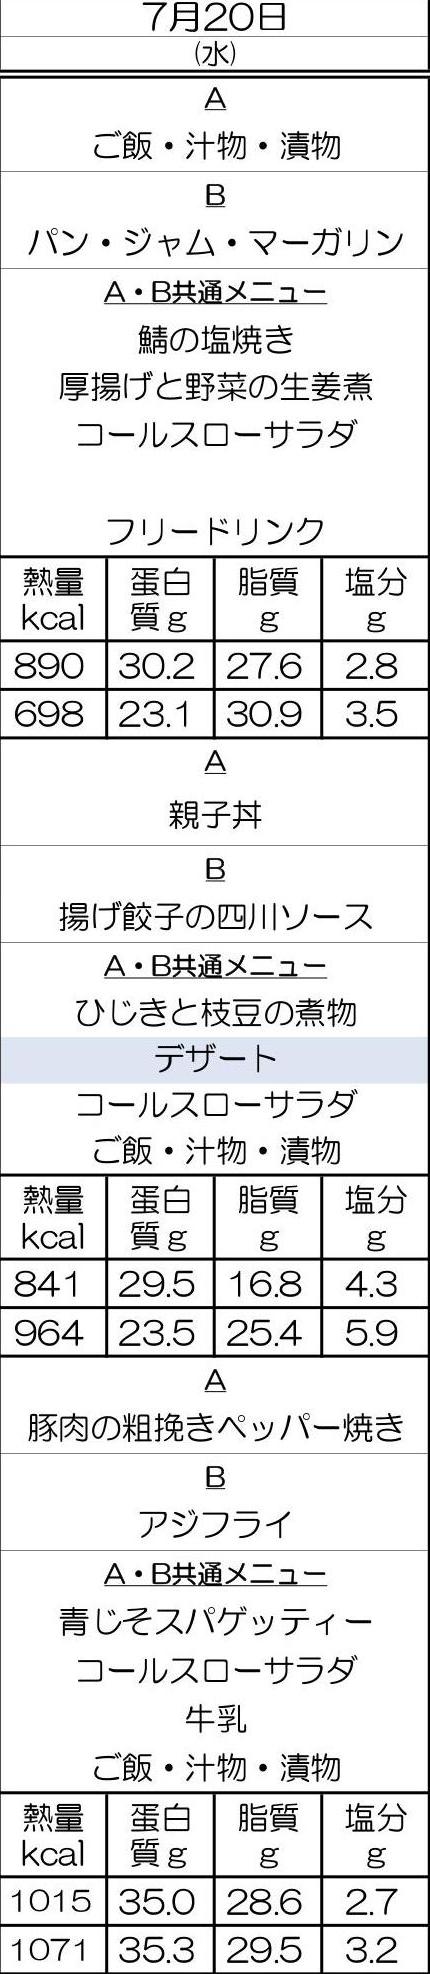 7月20日
(水)
A
ご飯・汁物・漬物
B
パン・ジャム・マーガリン
A・B共通メニュー
鯖の塩焼き
厚揚げと野菜の生姜煮
コールスローサラダ
フリードリンク
熱量 蛋白 脂質 塩分
kcal 質g g g
890 30.2 27.6 2.8
698 23.1 30.9 3.5
A
親子丼
B
揚げ餃子の四川ソース
A・B共通メニュー
ひじきと枝豆の煮物
デザート
コールスローサラダ
ご飯・汁物・漬物
熱量 蛋白 脂質 塩分
kcal 質g g g
841 29.5 16.8 4.3
964 23.5 25.4 5.9
A
豚肉の粗挽きペッパー焼き
B
アジフライ
A・B共通メニュー
青じそスパゲッティー
コールスローサラダ
牛乳
ご飯・汁物・漬物
熱量 蛋白 脂質 塩分
kcal 質g g g
1015 35.0 28.6 2.7
1071 35.3 29.5 3.2